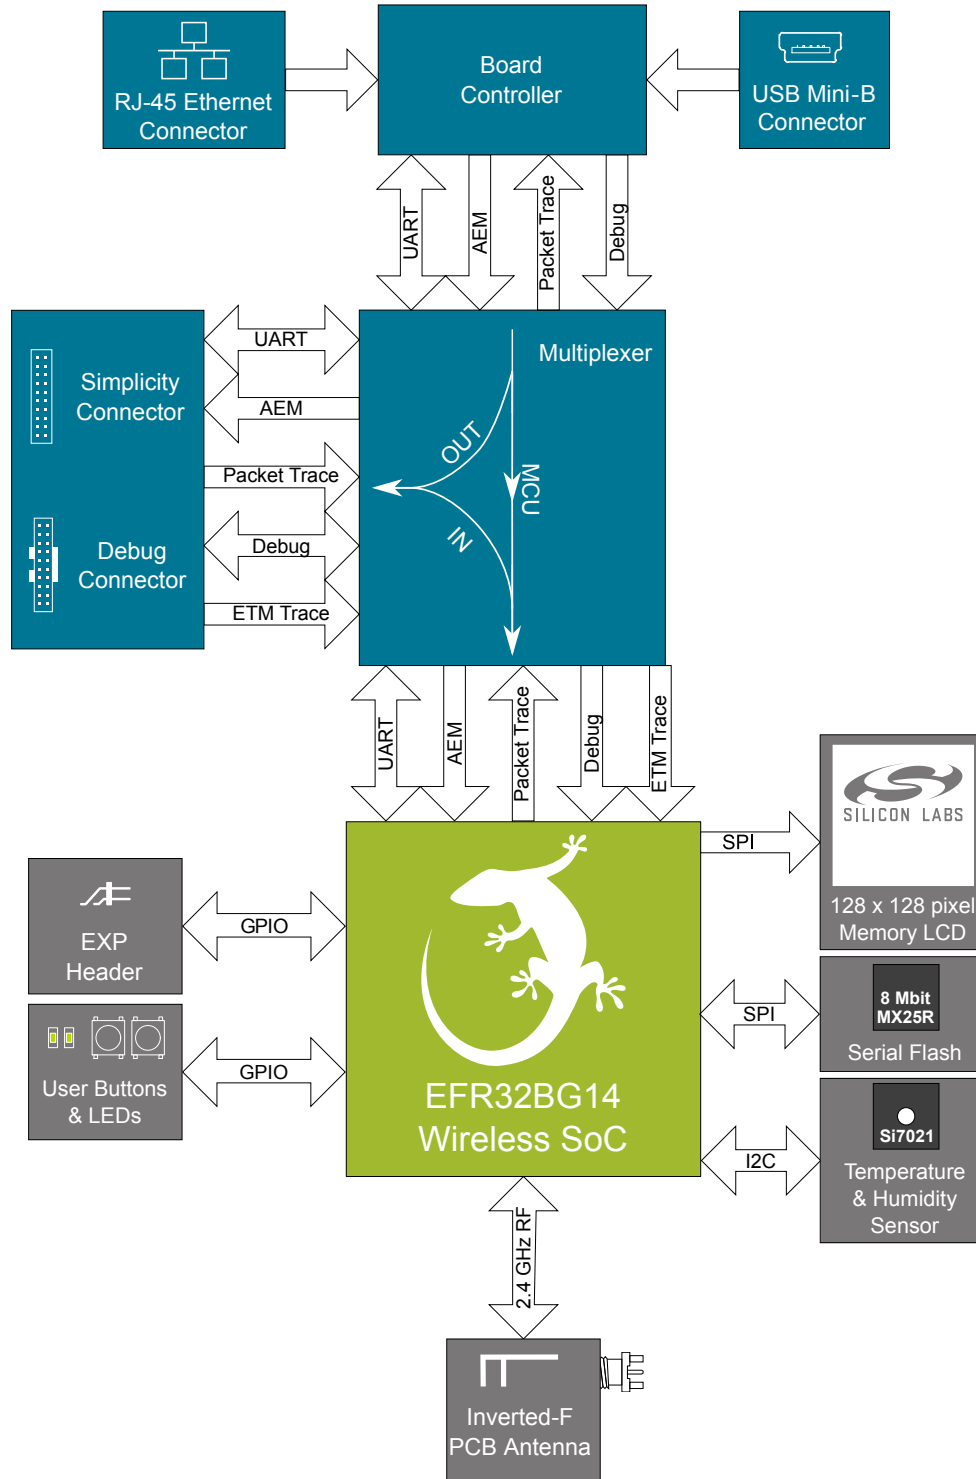 RJ-45 Ethernet
Connector
Board
Controller
USB Mini-B
Connector
UART
AEM
Packet Trace
Debug
Simplicity
Connector
Debug
Connector
UART
AEM
Packet Trace
Debug
ETM Trace
Multiplexer
OUT
MCU
IN
UART
AEM
Packet Trace
Debug
ETM Trace
SPI
SILICON LABS
128 x 128 pixel
Memory LCD
EXP
Header
GPIO
User Buttons
& LEDs
GPIO
EFR32BG14
Wireless SoC
SPI
8 Mbit
MX25R
Serial Flash
I2C
Si7021
Temperature
& Humidity
Sensor
2.4 GHz RF
Inverted-F
PCB Antenna